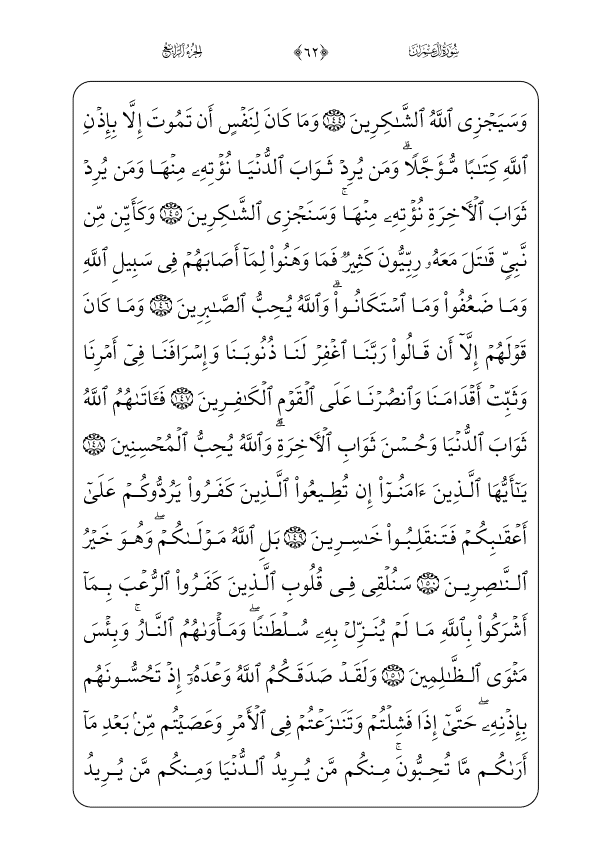 سُورَةُ آلِ عِمْرَانَ ﴿٦٢﴾ الجُزْءُ الرَّابِعُ
وَسَيَجْزِى ٱللَّهُ ٱلشَّـٰكِرِينَ ١٤٤ وَمَا كَانَ لِنَفْسٍ أَن تَمُوتَ إِلَّا بِإِذْنِ
ٱللَّهِ كِتَـٰبًا مُّؤَجَّلًا ۗ وَمَن يُرِدْ ثَوَابَ ٱلدُّنْيَا نُؤْتِهِۦ مِنْهَا وَمَن يُرِدْ
ثَوَابَ ٱلْـَٔاخِرَةِ نُؤْتِهِۦ مِنْهَا ۚ وَسَنَجْزِى ٱلشَّـٰكِرِينَ ١٤٥ وَكَأَيِّن مِّن
نَّبِىٍّ قَـٰتَلَ مَعَهُۥ رِبِّيُّونَ كَثِيرٌ فَمَا وَهَنُوا۟ لِمَآ أَصَابَهُمْ فِى سَبِيلِ ٱللَّهِ
وَمَا ضَعُفُوا۟ وَمَا ٱسْتَكَانُوا۟ ۗ وَٱللَّهُ يُحِبُّ ٱلصَّـٰبِرِينَ ١٤٦ وَمَا كَانَ
قَوْلَهُمْ إِلَّآ أَن قَالُوا۟ رَبَّنَا ٱغْفِرْ لَنَا ذُنُوبَنَا وَإِسْرَافَنَا فِىٓ أَمْرِنَا
وَثَبِّتْ أَقْدَامَنَا وَٱنصُرْنَا عَلَى ٱلْقَوْمِ ٱلْكَـٰفِرِينَ ١٤٧ فَـَٔاتَىٰهُمُ ٱللَّهُ
ثَوَابَ ٱلدُّنْيَا وَحُسْنَ ثَوَابِ ٱلْـَٔاخِرَةِ ۗ وَٱللَّهُ يُحِبُّ ٱلْمُحْسِنِينَ ١٤٨
يَـٰٓأَيُّهَا ٱلَّذِينَ ءَامَنُوٓا۟ إِن تُطِيعُوا۟ ٱلَّذِينَ كَفَرُوا۟ يَرُدُّوكُمْ عَلَىٰٓ
أَعْقَـٰبِكُمْ فَتَنقَلِبُوا۟ خَـٰسِرِينَ ١٤٩ بَلِ ٱللَّهُ مَوْلَىٰكُمْ ۖ وَهُوَ خَيْرُ
ٱلنَّـٰصِرِينَ ١٥٠ سَنُلْقِى فِى قُلُوبِ ٱلَّذِينَ كَفَرُوا۟ ٱلرُّعْبَ بِمَآ
أَشْرَكُوا۟ بِٱللَّهِ مَا لَمْ يُنَزِّلْ بِهِۦ سُلْطَـٰنًا ۖ وَمَأْوَىٰهُمُ ٱلنَّارُ ۚ وَبِئْسَ
مَثْوَى ٱلظَّـٰلِمِينَ ١٥١ وَلَقَدْ صَدَقَكُمُ ٱللَّهُ وَعْدَهُۥٓ إِذْ تَحُسُّونَهُم
بِإِذْنِهِۦ ۖ حَتَّىٰٓ إِذَا فَشِلْتُمْ وَتَنَـٰزَعْتُمْ فِى ٱلْأَمْرِ وَعَصَيْتُم مِّنۢ بَعْدِ مَآ
أَرَىٰكُم مَّا تُحِبُّونَ ۚ مِنكُم مَّن يُرِيدُ ٱلدُّنْيَا وَمِنكُم مَّن يُرِيدُ